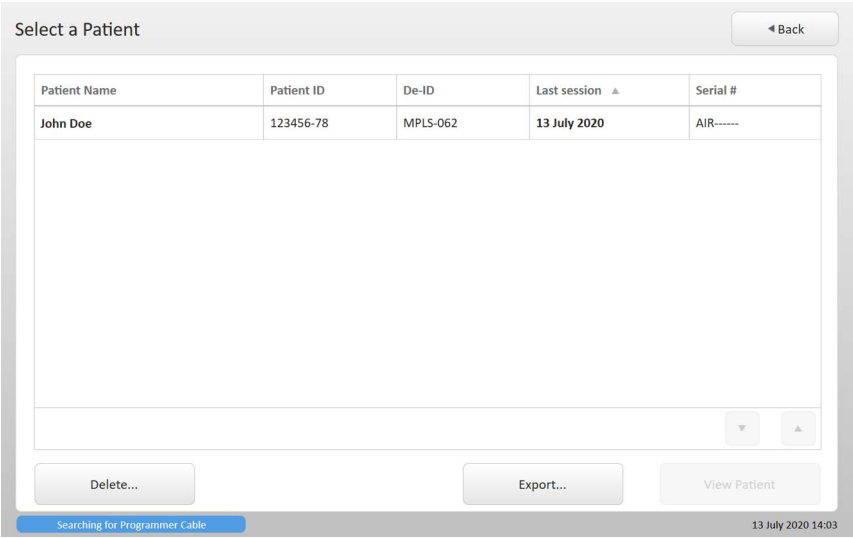 Select a Patient
Back
Patient Name Patient ID De-ID Last session Serial #
John Doe 123456-78 MPLS-062 13 July 2020 AIR------
Delete... Export... View Patient
Searching for Programmer Cable 13 July 2020 14:03